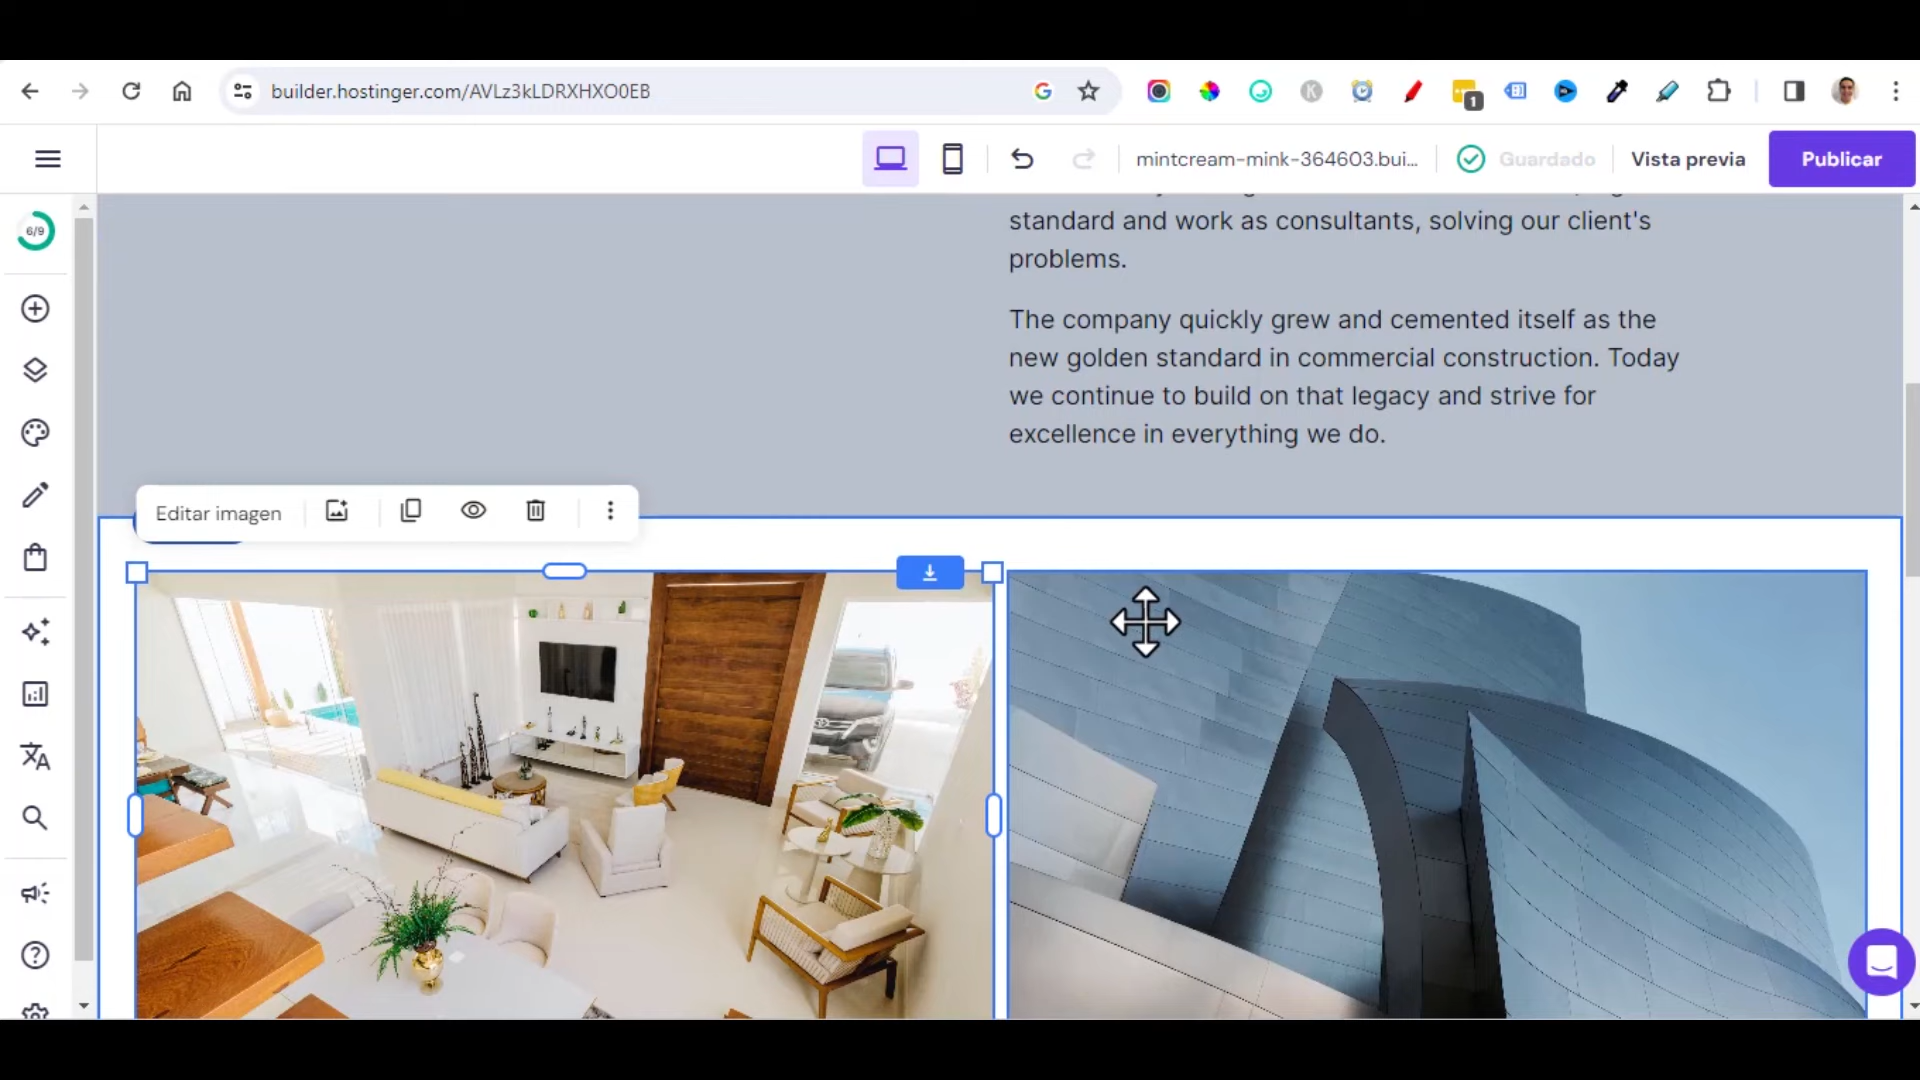 builder.hostinger.com/AVLz3kLDRXHXO0EB
1
mintcream-mink-364603.bui...
Guardado
Vista previa
Publicar
6/9
standard and work as consultants, solving our client's
problems.
The company quickly grew and cemented itself as the
new golden standard in commercial construction. Today
we continue to build on that legacy and strive for
excellence in everything we do.
Editar imagen